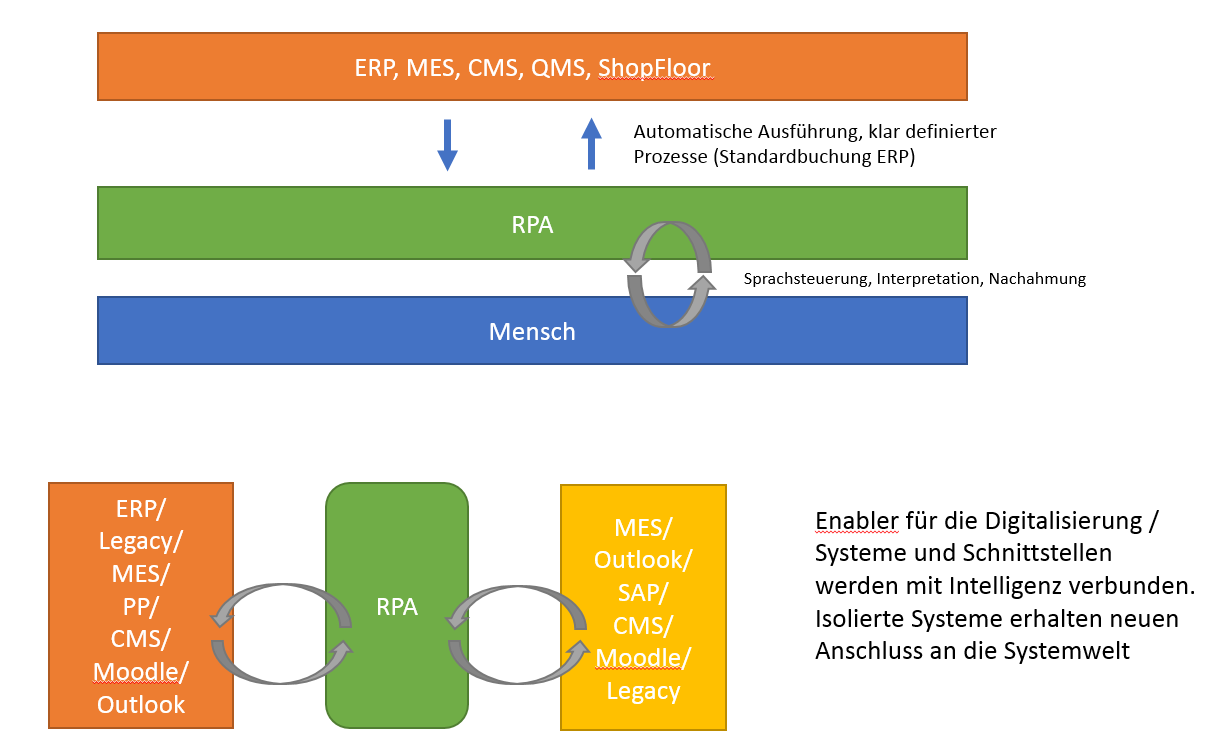 ERP, MES, CMS, QMS, ShopFloor
Automatische Ausführung, klar definierter
Prozesse (Standardbuchung ERP)
RPA
Sprachsteuerung, Interpretation, Nachahmung
Mensch
ERP/
Legacy/
MES/
PP/
CMS/
Moodle/
Outlook
RPA
MES/
Outlook/
SAP/
CMS/
Moodle/
Legacy
Enabler für die Digitalisierung /
Systeme und Schnittstellen
werden mit Intelligenz verbunden.
Isolierte Systeme erhalten neuen
Anschluss an die Systemwelt